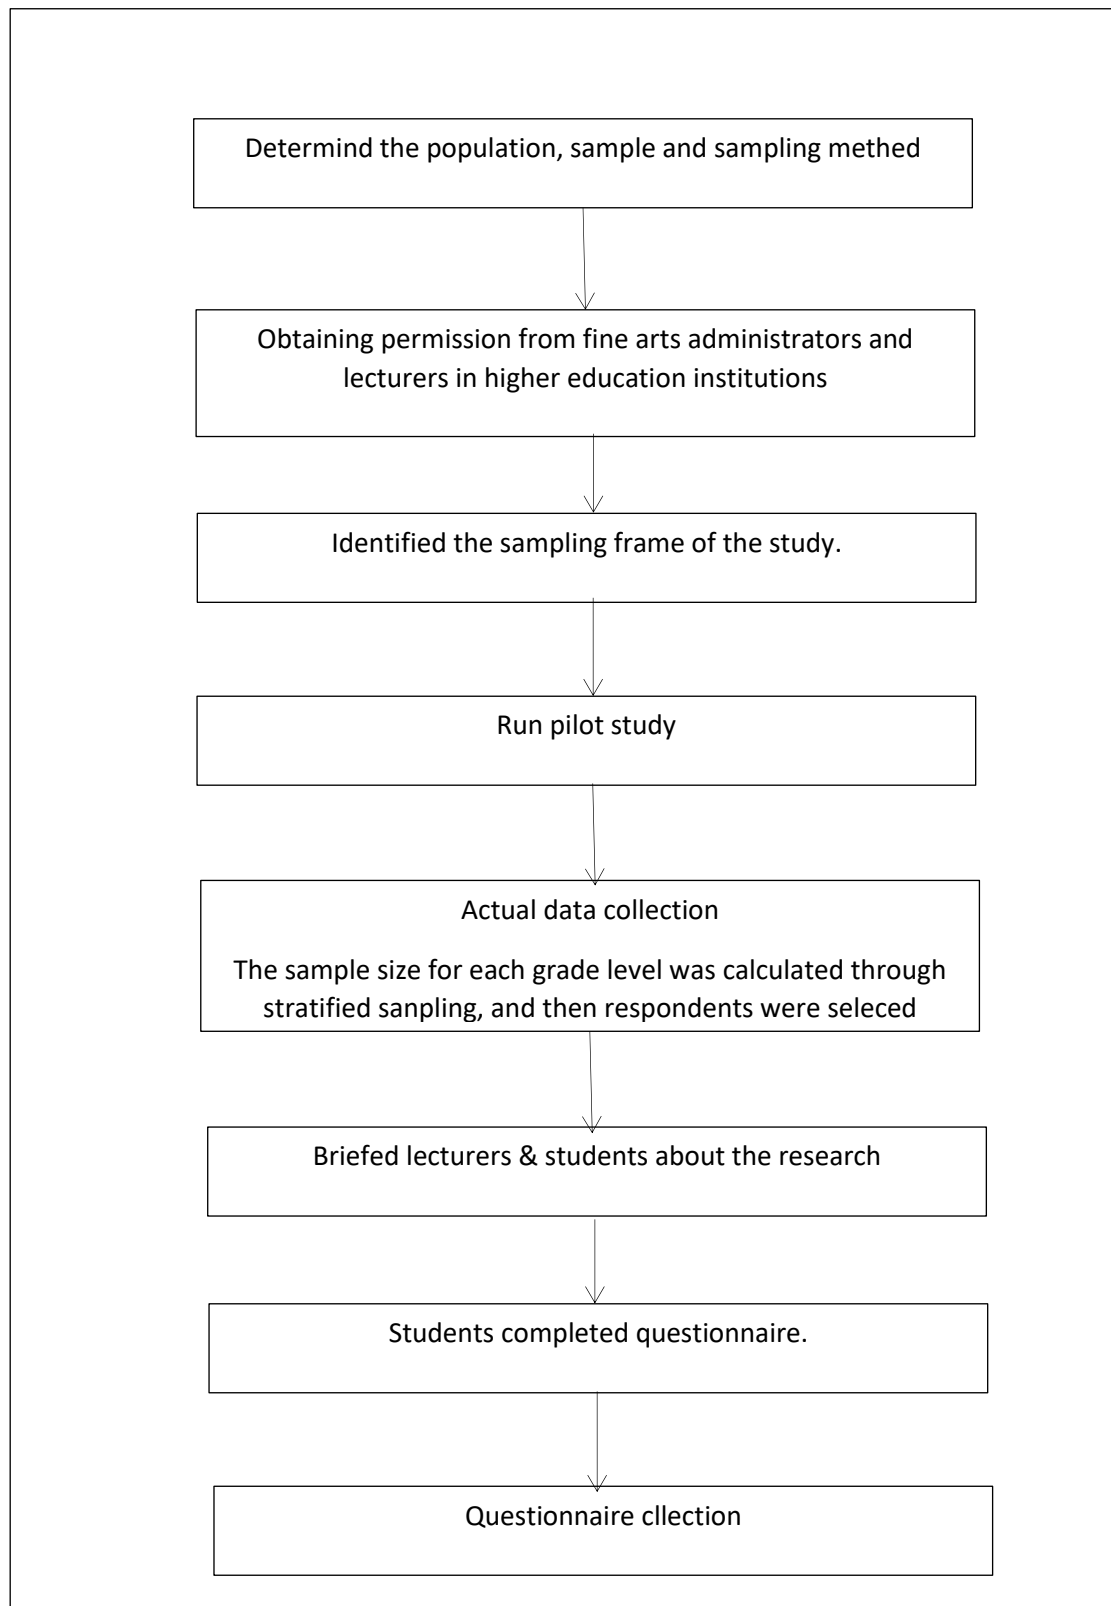 Determind the population, sample and sampling methed
Obtaining permission from fine arts administrators and
lecturers in higher education institutions
Identified the sampling frame of the study.
Run pilot study
Actual data collection
The sample size for each grade level was calculated through
stratified sanpling, and then respondents were seleced
Briefed lecturers & students about the research
Students completed questionnaire.
Questionnaire cllection